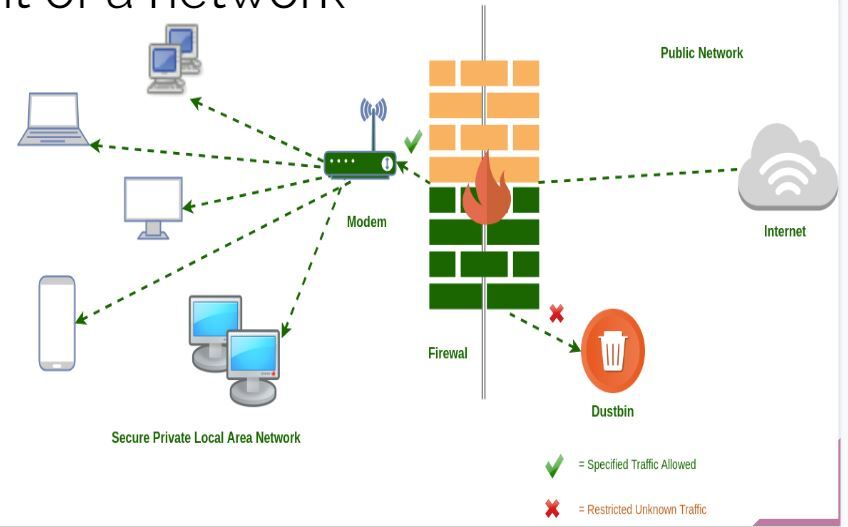 of a network
Public Network
Modem
Internet
Firewal
Dustbin
Secure Private Local Area Network
= Specified Traffic Allowed
= Restricted Unknown Traffic